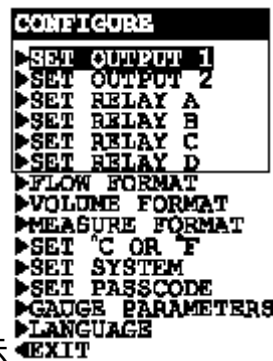 CONFIGURE
▶SET OUTPUT 1
▶SET OUTPUT 2
▶SET RELAY A
▶SET RELAY B
▶SET RELAY C
▶SET RELAY D
▶FLOW FORMAT
▶VOLUME FORMAT
▶MEASURE FORMAT
▶SET °C OR °F
▶SET SYSTEM
▶SET PASSCODE
▶GAUGE PARAMETERS
▶LANGUAGE
示 ◀EXIT